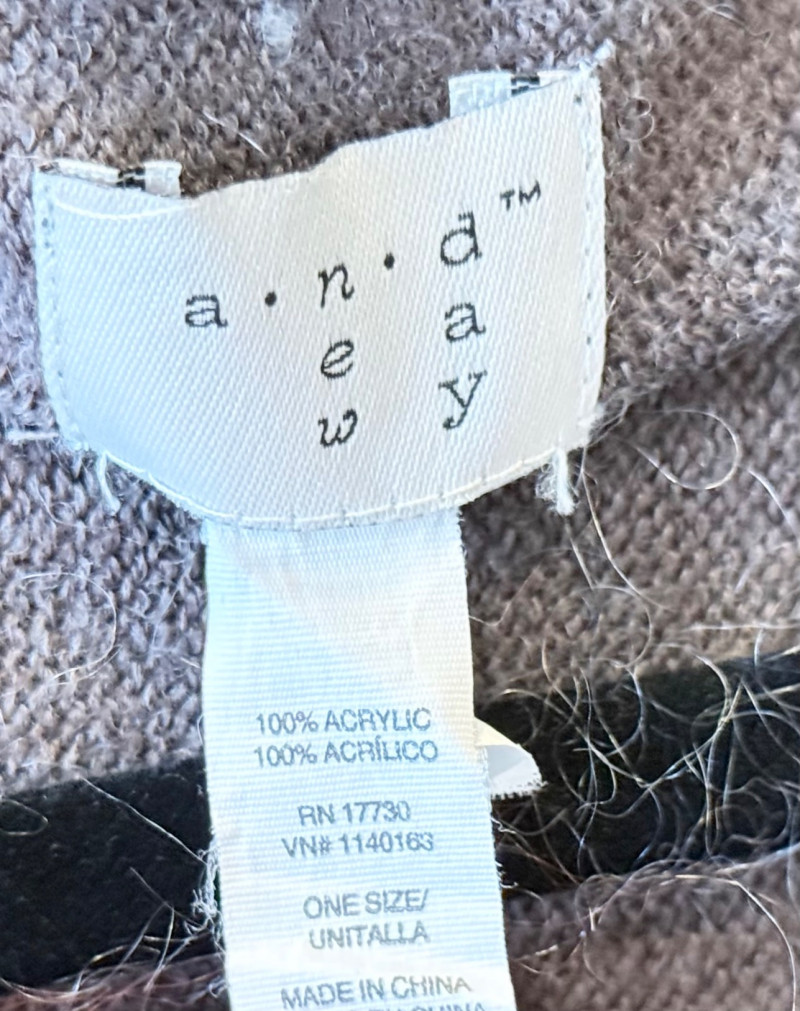 a · n · d™
e a
w y
100% ACRYLIC
100% ACRÍLICO
RN 17730
VN# 1140163
ONE SIZE/
UNITALLA
MADE IN CHINA